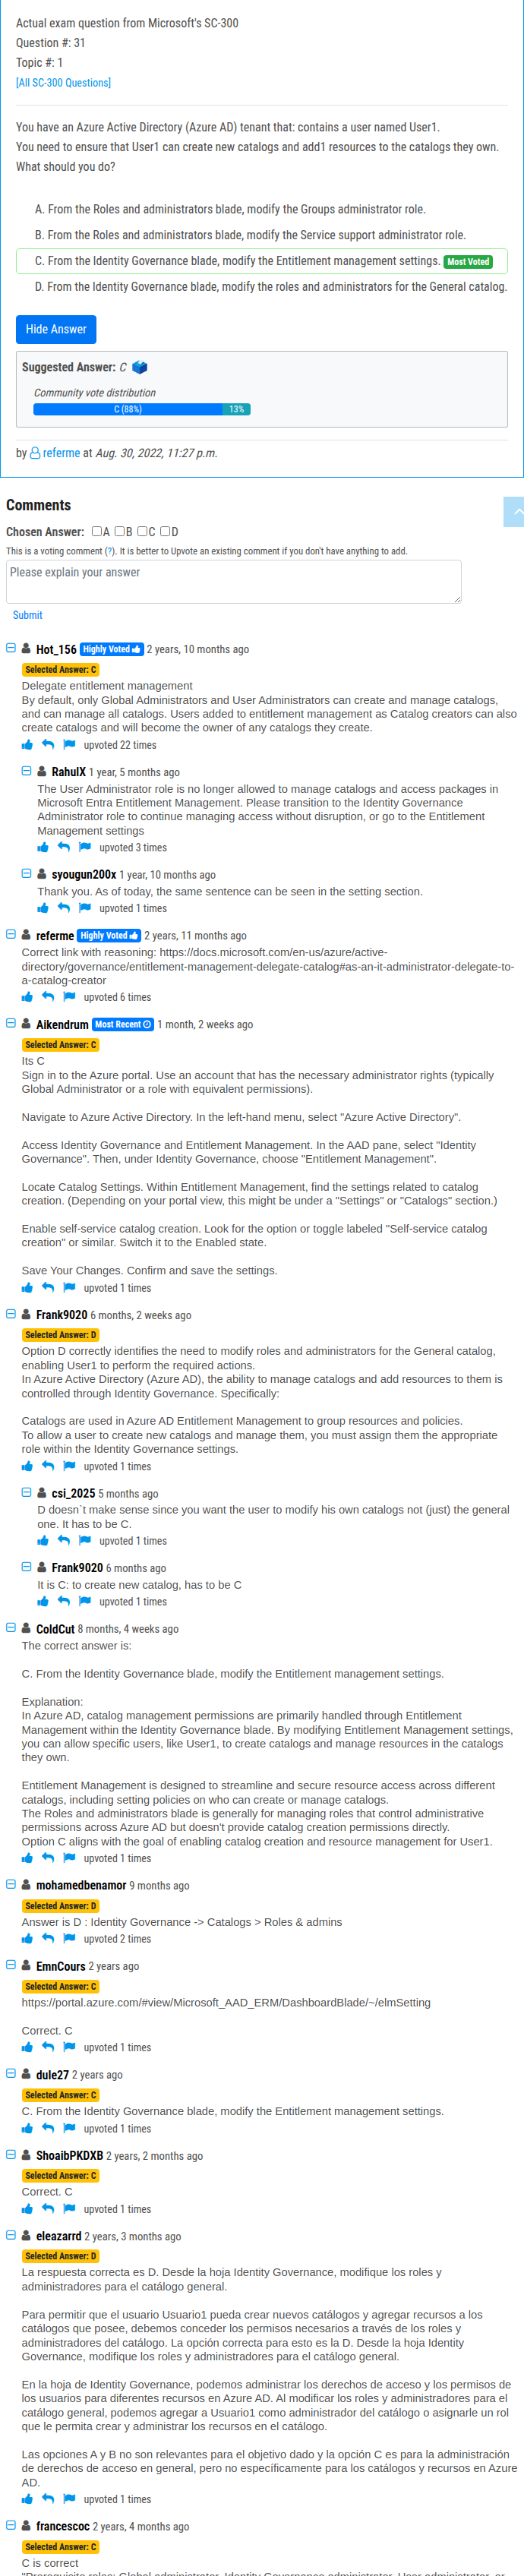 Actual exam question from Microsoft's SC-300
Question #: 31
Topic #: 1
[All SC-300 Questions]
You have an Azure Active Directory (Azure AD) tenant that: contains a user named User1.
You need to ensure that User1 can create new catalogs and add1 resources to the catalogs they own.
What should you do?
A. From the Roles and administrators blade, modify the Groups administrator role.
B. From the Roles and administrators blade, modify the Service support administrator role.
C. From the Identity Governance blade, modify the Entitlement management settings. Most Voted
D. From the Identity Governance blade, modify the roles and administrators for the General catalog.
Hide Answer
Suggested Answer: C
Community vote distribution
C (88%) 13%
by referme at Aug. 30, 2022, 11:27 p.m.
Comments
Chosen Answer: A B C D
This is a voting comment (?). It is better to Upvote an existing comment if you don't have anything to add.
Please explain your answer
Submit
Hot_156 Highly Voted 2 years, 10 months ago
Selected Answer: C
Delegate entitlement management
By default, only Global Administrators and User Administrators can create and manage catalogs,
and can manage all catalogs. Users added to entitlement management as Catalog creators can also
create catalogs and will become the owner of any catalogs they create.
upvoted 22 times
RahulX 1 year, 5 months ago
The User Administrator role is no longer allowed to manage catalogs and access packages in
Microsoft Entra Entitlement Management. Please transition to the Identity Governance
Administrator role to continue managing access without disruption, or go to the Entitlement
Management settings
upvoted 3 times
syougun200x 1 year, 10 months ago
Thank you. As of today, the same sentence can be seen in the setting section.
upvoted 1 times
referme Highly Voted 2 years, 11 months ago
Correct link with reasoning: https://docs.microsoft.com/en-us/azure/active-
directory/governance/entitlement-management-delegate-catalog#as-an-it-administrator-delegate-to-
a-catalog-creator
upvoted 6 times
Aikendrum Most Recent 1 month, 2 weeks ago
Selected Answer: C
Its C
Sign in to the Azure portal. Use an account that has the necessary administrator rights (typically
Global Administrator or a role with equivalent permissions).
Navigate to Azure Active Directory. In the left-hand menu, select "Azure Active Directory".
Access Identity Governance and Entitlement Management. In the AAD pane, select "Identity
Governance". Then, under Identity Governance, choose "Entitlement Management".
Locate Catalog Settings. Within Entitlement Management, find the settings related to catalog
creation. (Depending on your portal view, this might be under a "Settings" or "Catalogs" section.)
Enable self-service catalog creation. Look for the option or toggle labeled "Self-service catalog
creation" or similar. Switch it to the Enabled state.
Save Your Changes. Confirm and save the settings.
upvoted 1 times
Frank9020 6 months, 2 weeks ago
Selected Answer: D
Option D correctly identifies the need to modify roles and administrators for the General catalog,
enabling User1 to perform the required actions.
In Azure Active Directory (Azure AD), the ability to manage catalogs and add resources to them is
controlled through Identity Governance. Specifically:
Catalogs are used in Azure AD Entitlement Management to group resources and policies.
To allow a user to create new catalogs and manage them, you must assign them the appropriate
role within the Identity Governance settings.
upvoted 1 times
csi_2025 5 months ago
D doesn`t make sense since you want the user to modify his own catalogs not (just) the general
one. It has to be C.
upvoted 1 times
Frank9020 6 months ago
It is C: to create new catalog, has to be C
upvoted 1 times
ColdCut 8 months, 4 weeks ago
The correct answer is:
C. From the Identity Governance blade, modify the Entitlement management settings.
Explanation:
In Azure AD, catalog management permissions are primarily handled through Entitlement
Management within the Identity Governance blade. By modifying Entitlement Management settings,
you can allow specific users, like User1, to create catalogs and manage resources in the catalogs
they own.
Entitlement Management is designed to streamline and secure resource access across different
catalogs, including setting policies on who can create or manage catalogs.
The Roles and administrators blade is generally for managing roles that control administrative
permissions across Azure AD but doesn't provide catalog creation permissions directly.
Option C aligns with the goal of enabling catalog creation and resource management for User1.
upvoted 1 times
mohamedbenamor 9 months ago
Selected Answer: D
Answer is D : Identity Governance -> Catalogs > Roles & admins
upvoted 2 times
EmnCours 2 years ago
Selected Answer: C
https://portal.azure.com/#view/Microsoft_AAD_ERM/DashboardBlade/~/elmSetting
Correct. C
upvoted 1 times
dule27 2 years ago
Selected Answer: C
C. From the Identity Governance blade, modify the Entitlement management settings.
upvoted 1 times
ShoaibPKDXB 2 years, 2 months ago
Selected Answer: C
Correct. C
upvoted 1 times
eleazarrd 2 years, 3 months ago
Selected Answer: D
La respuesta correcta es D. Desde la hoja Identity Governance, modifique los roles y
administradores para el catálogo general.
Para permitir que el usuario Usuario1 pueda crear nuevos catálogos y agregar recursos a los
catálogos que posee, debemos conceder los permisos necesarios a través de los roles y
administradores del catálogo. La opción correcta para esto es la D. Desde la hoja Identity
Governance, modifique los roles y administradores para el catálogo general.
En la hoja de Identity Governance, podemos administrar los derechos de acceso y los permisos de
los usuarios para diferentes recursos en Azure AD. Al modificar los roles y administradores para el
catálogo general, podemos agregar a Usuario1 como administrador del catálogo o asignarle un rol
que le permita crear y administrar los recursos en el catálogo.
Las opciones A y B no son relevantes para el objetivo dado y la opción C es para la administración
de derechos de acceso en general, pero no específicamente para los catálogos y recursos en Azure
AD.
upvoted 1 times
francescoc 2 years, 4 months ago
Selected Answer: C
C is correct